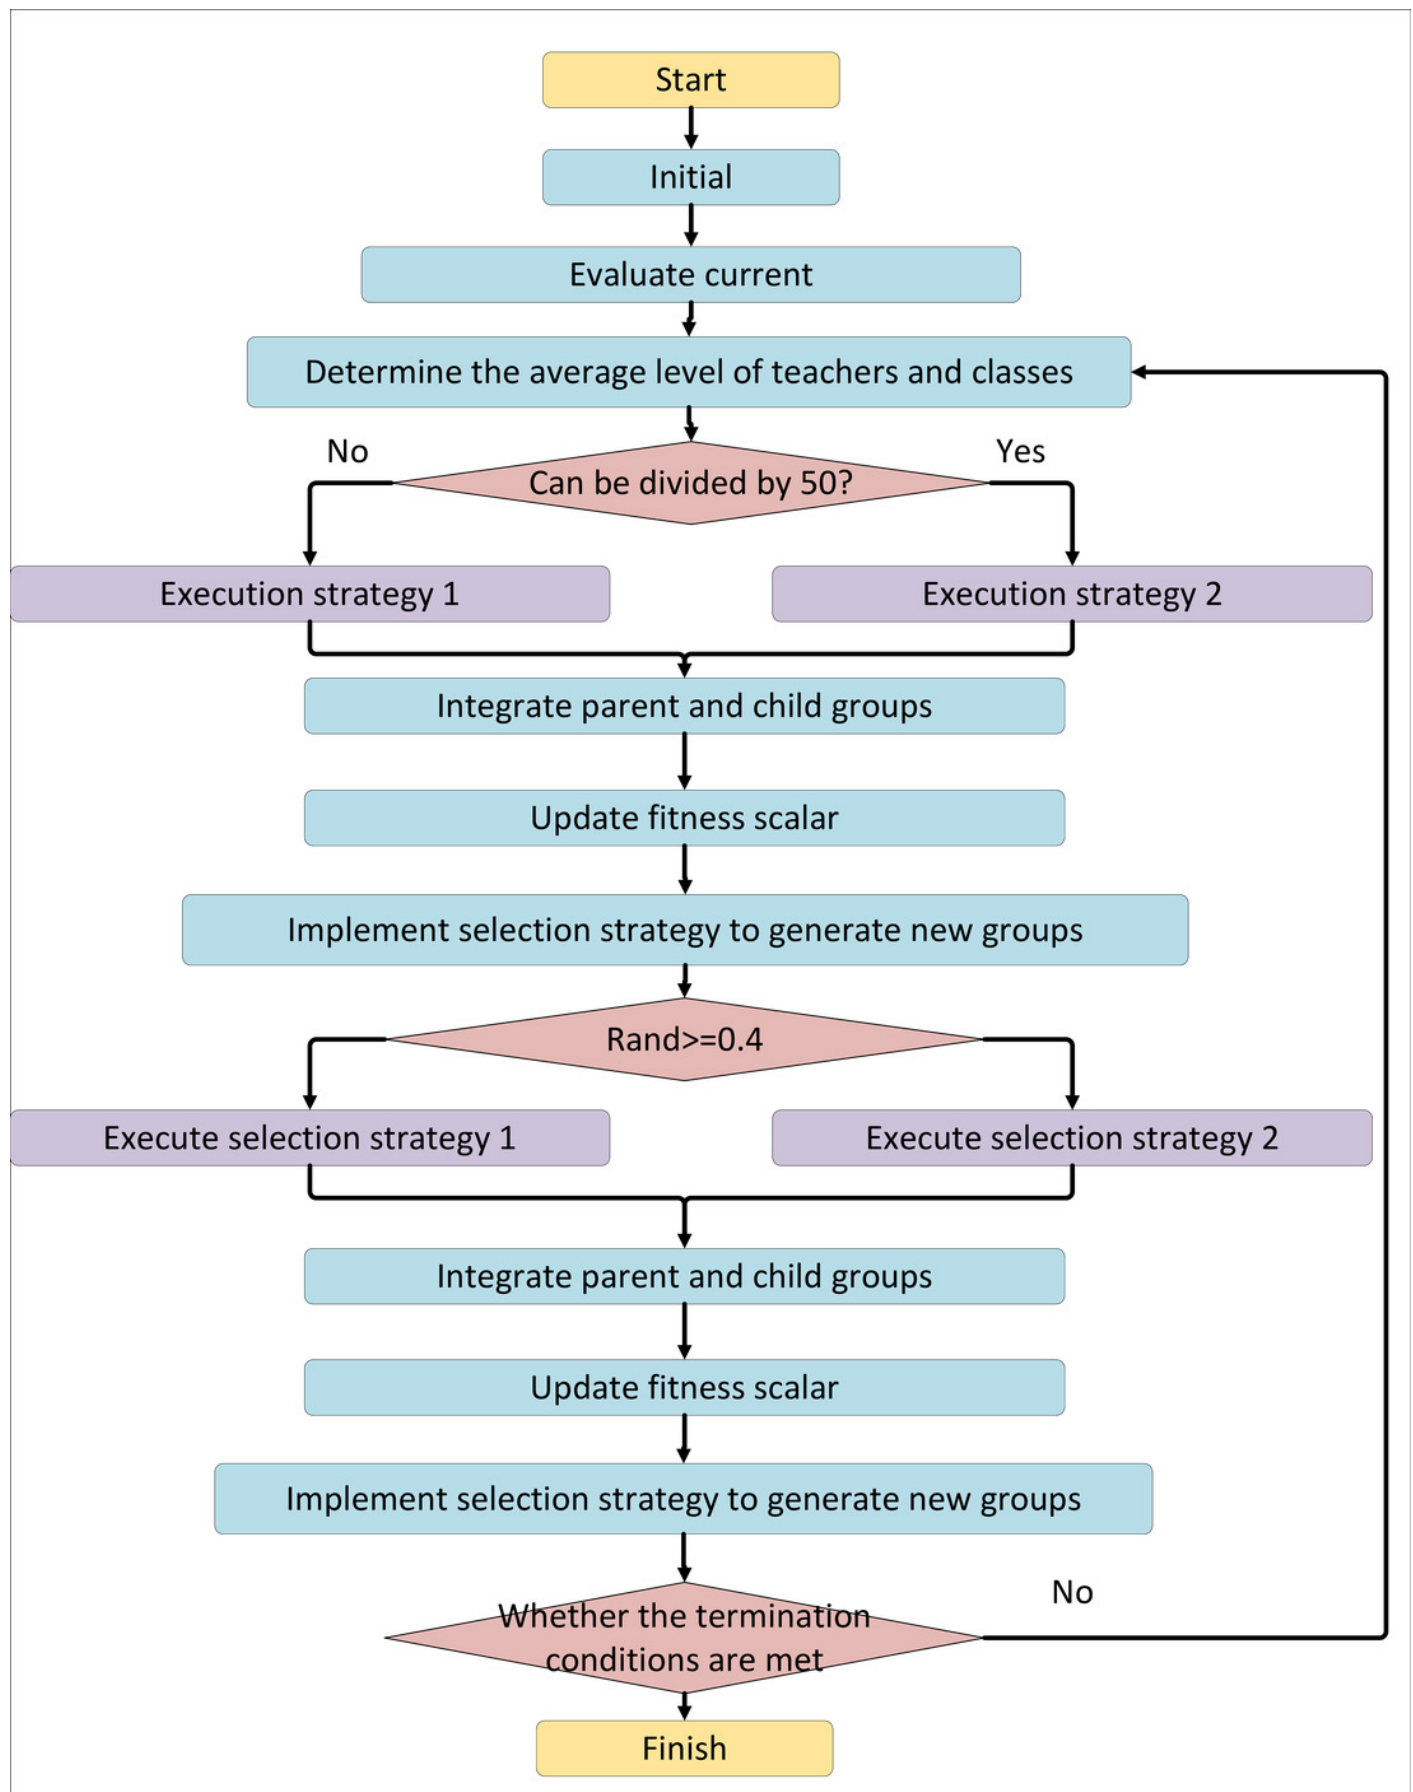 Start
Initial
Evaluate current
Determine the average level of teachers and classes
No
Yes
Can be divided by 50?
Execution strategy 1
Execution strategy 2
Integrate parent and child groups
Update fitness scalar
Implement selection strategy to generate new groups
Rand>=0.4
Execute selection strategy 1
Execute selection strategy 2
Integrate parent and child groups
Update fitness scalar
Implement selection strategy to generate new groups
No
Whether the termination
conditions are met
Finish